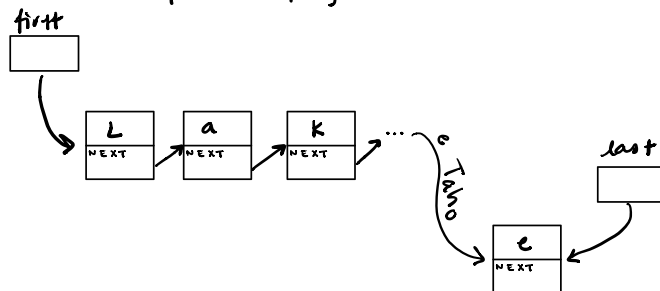 first
L a K ... e Taho
NEXT NEXT NEXT
last
e
NEXT